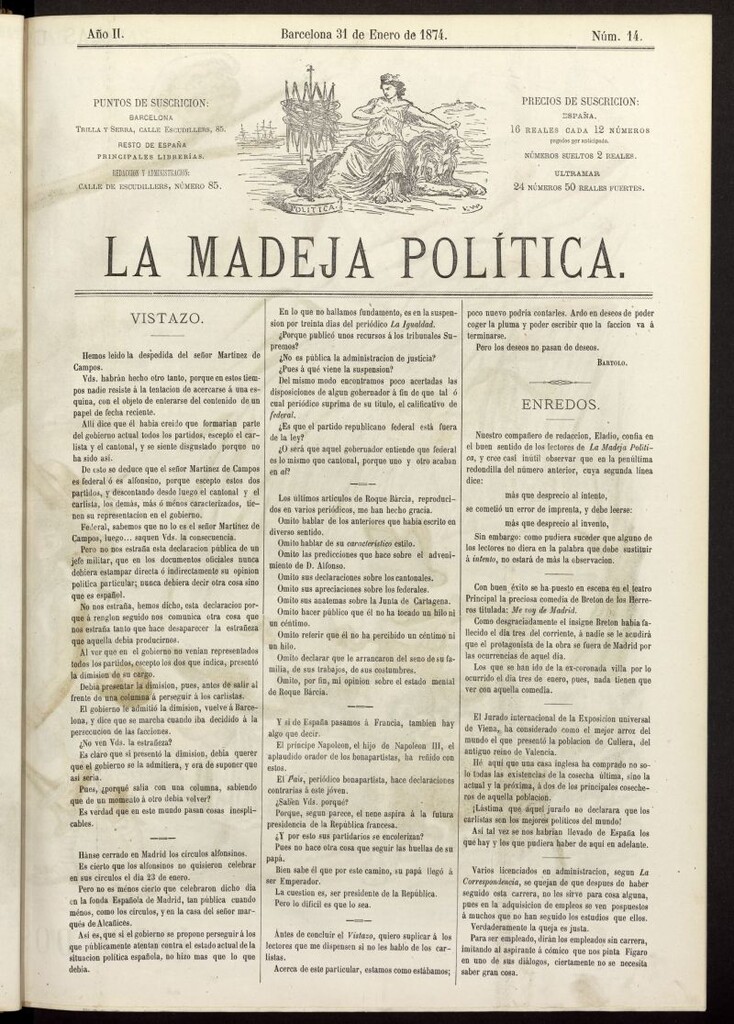 Año II.
Barcelona 31 de Enero de 1874.
Núm. 14.
PUNTOS DE SUSCRICION:
BARCELONA
TRILLA Y SERRA, CALLE ESCUDILLERS, 85.
RESTO DE ESPAÑA
PRINCIPALES LIBRERÍAS.
REDACCION Y ADMINISTRACION:
CALLE DE ESCUDILLERS, NÚMERO 85.
POLITICA.
PRECIOS DE SUSCRICION:
ESPAÑA.
16 REALES CADA 12 NÚMEROS
pagados por anticipado.
NÚMEROS SUELTOS 2 REALES.
ULTRAMAR
24 NÚMEROS 50 REALES FUERTES.
LA MADEJA POLÍTICA.
VISTAZO.
Hemos leido la despedida del señor Martinez de
Campos.
Vds. habrán hecho otro tanto, porque en estos tiem-
pos nadie resiste á la tentacion de acercarse á una es-
quina, con el objeto de enterarse del contenido de un
papel de fecha reciente.
Allí dice que él habia creido que formarian parte
del gobierno actual todos los partidos, escepto el car-
lista y el cantonal, y se siente disgustado porque no
ha sido así.
De esto se deduce que el señor Martinez de Campos
es federal ó es alfonsino, porque escepto estos dos
partidos, y descontando desde luego el cantonal y el
carlista, los demás, más ó ménos caracterizados, tie-
nen su representacion en el gobierno.
Federal, sabemos que no lo es el señor Martinez de
Campos, luego... saquen Vds. la consecuencia.
Pero no nos estraña esta declaracion pública de un
jefe militar, que en los documentos oficiales nunca
debiera estampar directa ó indirectamente su opinion
política particular; nunca debiera decir otra cosa sino
que es español.
No nos estraña, hemos dicho, esta declaracion por-
que á renglon seguido nos comunica otra cosa que
nos estraña tanto que hace desaparecer la estrañeza
que aquella debia producirnos.
Al ver que en el gobierno no venian representados
todos los partidos, escepto los dos que indica, presentó
la dimision de su cargo.
Debia presentar la dimision, pues, antes de salir al
frente de una columna á perseguir á los carlistas.
El gobierno le admitió la dimision, vuelve á Barce-
lona, y dice que se marcha cuando iba decidido á la
persecucion de las facciones.
¿No ven Vds. la estrañeza?
Es claro que si presentó la dimision, debia querer
que el gobierno se la admitiera, y era de suponer que
así seria.
Pues, ¿porqué salia con una columna, sabiendo
que de un momento á otro debia volver?
Es verdad que en este mundo pasan cosas inespli-
cables.
Hánse cerrado en Madrid los círculos alfonsinos.
Es cierto que los alfonsinos no quisieron celebrar
en sus círculos el dia 23 de enero.
Pero no es ménos cierto que celebraron dicho dia
en la fonda Española de Madrid, tan pública cuando
ménos, como los círculos, y en la casa del señor mar-
qués de Alcañices.
Así es, que si el gobierno se propone perseguir á los
que públicamente atentan contra el estado actual de la
situacion política española, no hizo mas que lo que
debia.
En lo que no hallamos fundamento, es en la suspen-
sion por treinta dias del periódico La Igualdad.
¿Porque publicó unos recursos á los tribunales Su-
premos?
¿No es pública la administracion de justicia?
¿Pues á qué viene la suspension?
Del mismo modo encontramos poco acertadas las
disposiciones de algun gobernador á fin de que tal ó
cual periódico suprima de su título, el calificativo de
federal.
¿Es que el partido republicano federal está fuera
de la ley?
¿O será que aquel gobernador entiende que federal
es lo mismo que cantonal, porque uno y otro acaban
en al?
Los últimos artículos de Roque Bárcia, reproduci-
dos en varios periódicos, me han hecho gracia.
Omito hablar de los anteriores que habia escrito en
diverso sentido.
Omito hablar de su característico estilo.
Omito las predicciones que hace sobre el adveni-
miento de D. Alfonso.
Omito sus declaraciones sobre los cantonales.
Omito sus apreciaciones sobre los federales.
Omito sus anatemas sobre la Junta de Cartagena.
Omito hacer público que él no ha tocado un hilo ni
un céntimo.
Omito referir que él no ha percibido un céntimo ni
un hilo.
Omito declarar que le arrancaron del seno de su fa-
milia, de sus trabajos, de sus costumbres.
Omito, por fin, mi opinion sobre el estado mental
de Roque Bárcia.
Y si de España pasamos á Francia, tambien hay
algo que decir.
El príncipe Napoleon, el hijo de Napoleon III, el
aplaudido orador de los bonapartistas, ha reñido con
estos.
El País, periódico bonapartista, hace declaraciones
contrarias á este jóven.
¿Salien Vds. porqué?
Porque, segun parece, el nene aspira á la futura
presidencia de la República francesa.
¿Y por esto sus partidarios se encolerizan?
Pues no hace otra cosa que seguir las huellas de su
papá.
Bien sabe él que por este camino, su papá llegó á
ser Emperador.
La cuestion es, ser presidente de la República.
Pero lo difícil es que lo sea.
Antes de concluir el Vistazo, quiero suplicar á los
lectores que me dispensen si no les hablo de los car-
listas.
Acerca de este particular, estamos como estábamos;
poco nuevo podria contarles. Ardo en deseos de poder
coger la pluma y poder escribir que la faccion va á
terminarse.
Pero los deseos no pasan de deseos.
BARTOLO.
ENREDOS.
Nuestro compañero de redaccion, Eladio, confia en
el buen sentido de los lectores de La Madeja Políti-
ca, y cree casi inútil observar que en la penúltima
redondilla del número anterior, cuya segunda línea
dice:
más que desprecio al intento,
se cometió un error de imprenta, y debe leerse:
más que desprecio al invento,
Sin embargo: como pudiera suceder que alguno de
los lectores no diera en la palabra que debe sustituir
á intento, no estará de más la observacion.
Con buen éxito se ha puesto en escena en el teatro
Principal la preciosa comedia de Breton de los Herre-
ros titulada: Me voy de Madrid.
Como desgraciadamente el insigne Breton habia fa-
llecido el dia tres del corriente, á nadie se le acudirá
que el protagonista de la obra se fuera de Madrid por
las ocurrencias de aquel dia.
Los que se han ido de la ex-coronada villa por lo
ocurrido el dia tres de enero, pues, nada tienen que
ver con aquella comedia.
El Jurado internacional de la Exposicion universal
de Viena, ha considerado como el mejor arroz del
mundo el que presentó la poblacion de Cullera, del
antiguo reino de Valencia.
Hé aquí que una casa inglesa ha comprado no so-
lo todas las existencias de la cosecha última, sino la
actual y la próxima, á dos de los principales coseche-
ros de aquella poblacion.
¡Lástima que aquel jurado no declarara que los
carlistas son los mejores políticos del mundo!
Así tal vez se nos habrian llevado de España los
que hay y los que pudiera haber de aquí en adelante.
Varios licenciados en administracion, segun La
Correspondencia, se quejan de que despues de haber
seguido esta carrera, no les sirve para cosa alguna,
pues en la adquisicion de empleos se ven pospuestos
á muchos que no han seguido los estudios que ellos.
Verdaderamente la queja es justa.
Para ser empleado, dirán los empleados sin carrera,
imitando al aspirante á cómico que nos pinta Fígaro
en uno de sus diálogos, ciertamente no se necesita
saber gran cosa.